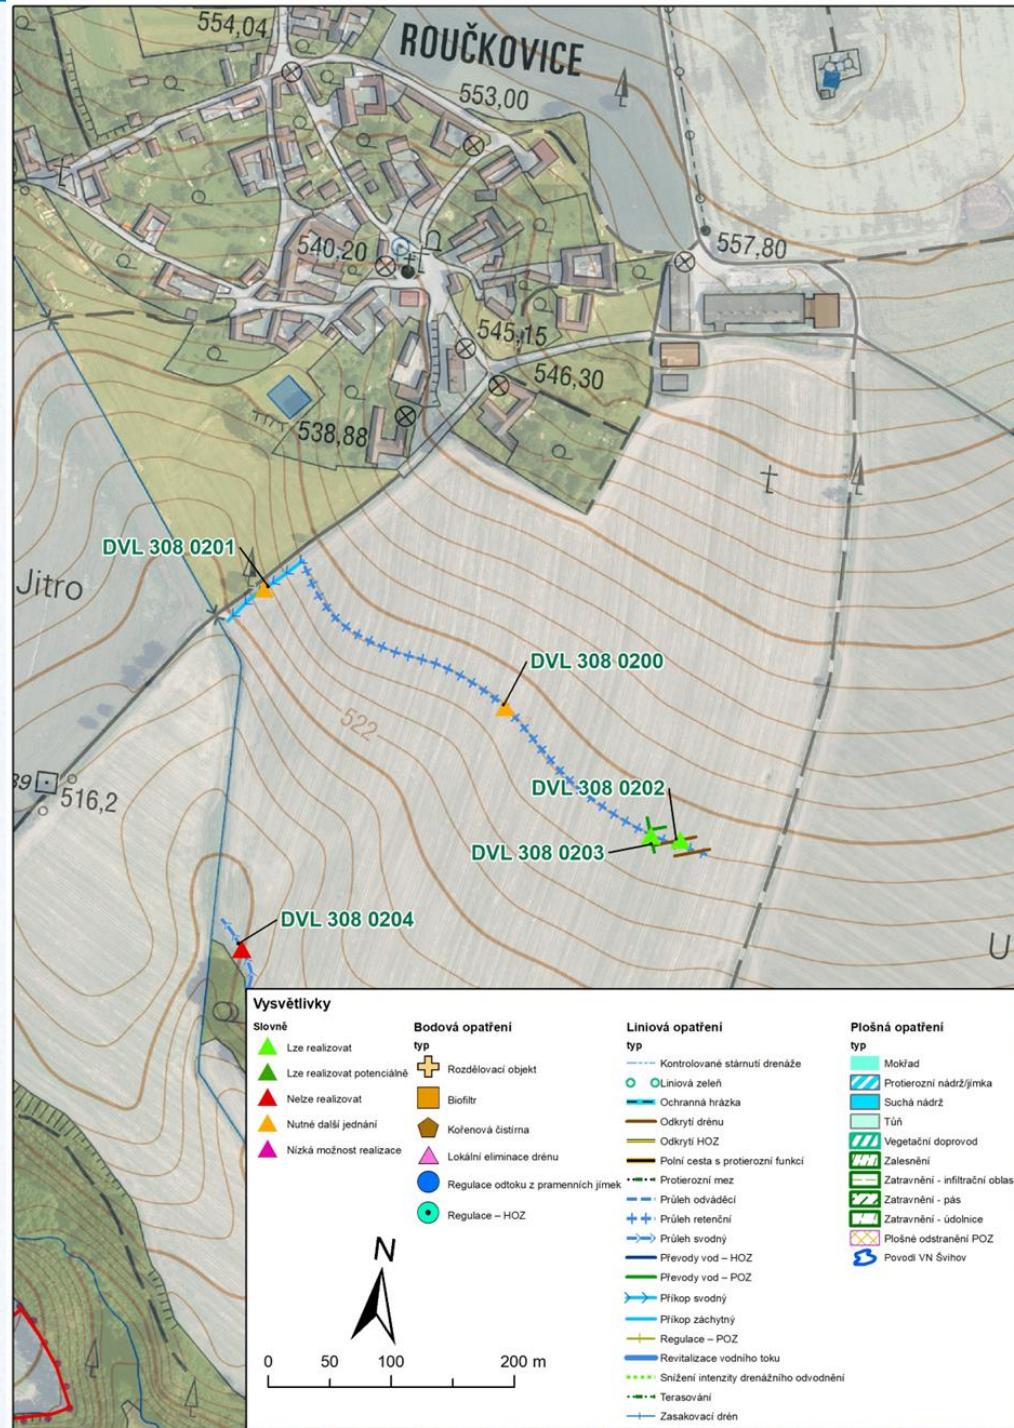 554,04
ROUČKOVICE
553,00
557,80
540,20
545,15
546,30
538,88
DVL 308 0201
Jitro
DVL 308 0200
522
DVL 308 0202
516,2
DVL 308 0203
DVL 308 0204
U
Vysvětlivky
Slovně
Lze realizovat
Lze realizovat potenciálně
Nelze realizovat
Nutné další jednání
Nízká možnost realizace
Bodová opatření
typ
Rozdělovací objekt
Biofiltr
Kořenová čistírna
Lokální eliminace drénu
Regulace odtoku z pramenních jímek
Regulace – HOZ
Liniová opatření
typ
Kontrolované stárnutí drenáže
Liniová zeleň
Ochranná hrázka
Odkrytí drénu
Odkrytí HOZ
Polní cesta s protierozní funkcí
Protierozní mez
Průleh odváděcí
Průleh retenční
Průleh svodný
Převody vod – HOZ
Převody vod – POZ
Příkop svodný
Příkop záchytný
Regulace – POZ
Revitalizace vodního toku
Snížení intenzity drenážního odvodnění
Terasování
Zasakovací drén
Plošná opatření
typ
Mokřad
Protierozní nádrž/jímka
Suchá nádrž
Tůň
Vegetační doprovod
Zalesnění
Zatravnění - infiltrační oblas
Zatravnění - pás
Zatravnění - údolnice
Plošné odstranění POZ
Povodí VN Švihov
N
0 50 100 200 m